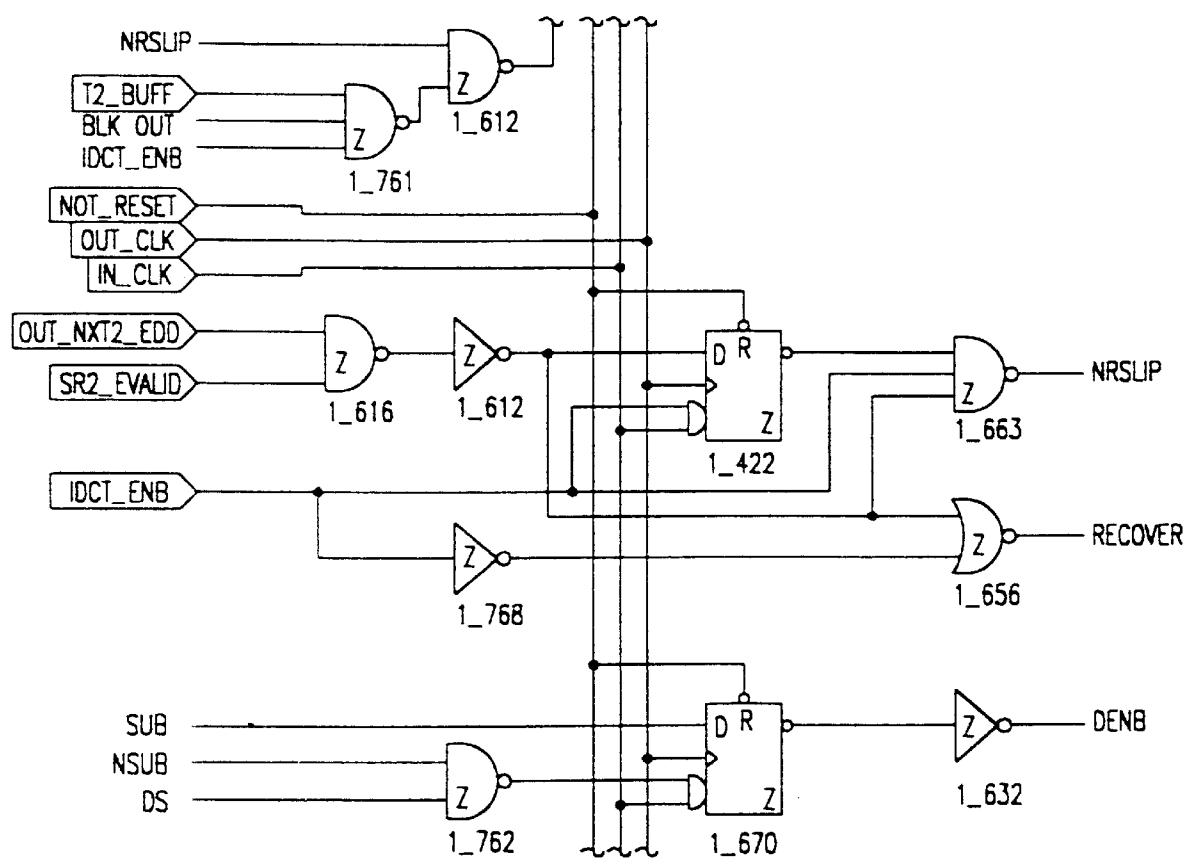 NRSLIP
Z
1_612
T2_BUFF
BLK OUT
Z
IDCT_ENB
1_761
NOT_RESET
OUT_CLK
IN_CLK
OUT_NXT2_EDD
Z
1_616
Z
1_612
D R
Z
1_422
Z
1_663
NRSLIP
SR2_EVALID
IDCT_ENB
Z
1_768
Z
1_656
RECOVER
SUB
D R
Z
1_670
Z
1_632
DENB
NSUB
DS
Z
1_762